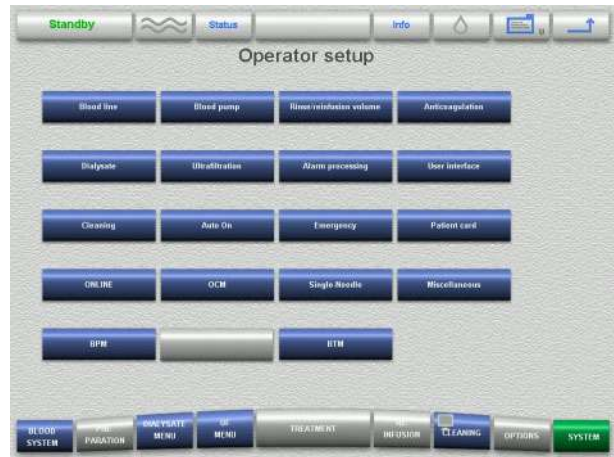 Standby
Status
Info
Operator setup
Blood line
Blood pump
Rinse/reinfusion volume
Anticoagulation
Dialysate
Ultrafiltration
Alarm processing
User interface
Cleaning
Auto On
Emergency
Patient card
ONLINE
OCM
Single-Needle
Miscellaneous
BPM
BTM
BLOOD
SYSTEM
PARATION
DIALYSATE
MENU
UF
MENU
TREATMENT
INFUSION
CLEANING
OPTIONS
SYSTEM